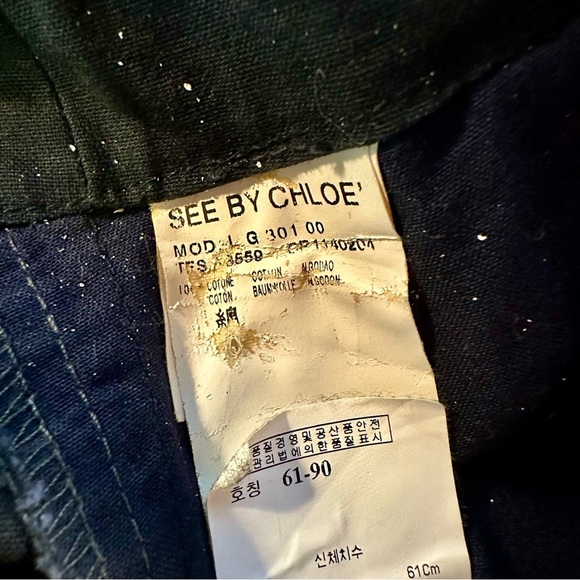 SEE BY CHLOE'
G 301 00
COTONE COTTON ALGODAO
COTON BAUMWOLLE ALGODON
품질경영및공산품안전
관리법에의한품질표시
호칭 61-90
신체치수
61Cm